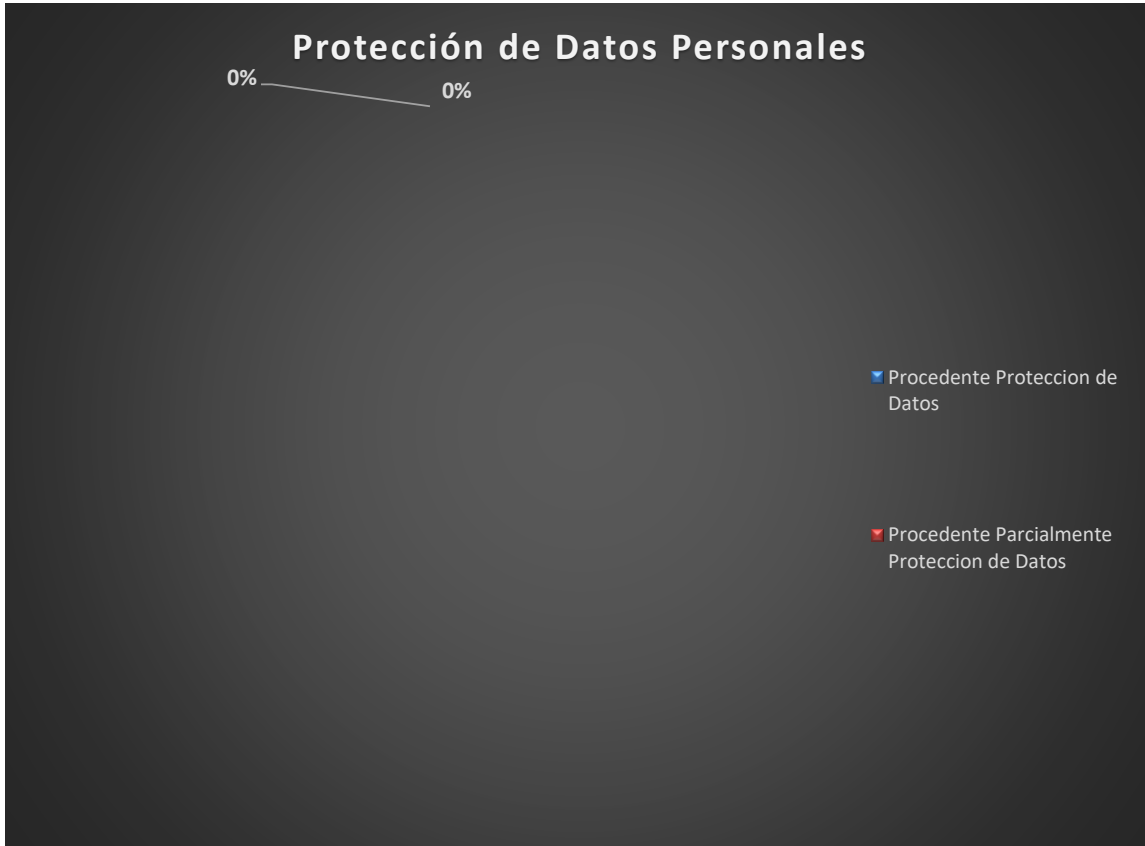 Protección de Datos Personales
0%
0%
Procedente Proteccion de
Datos
Procedente Parcialmente
Proteccion de Datos